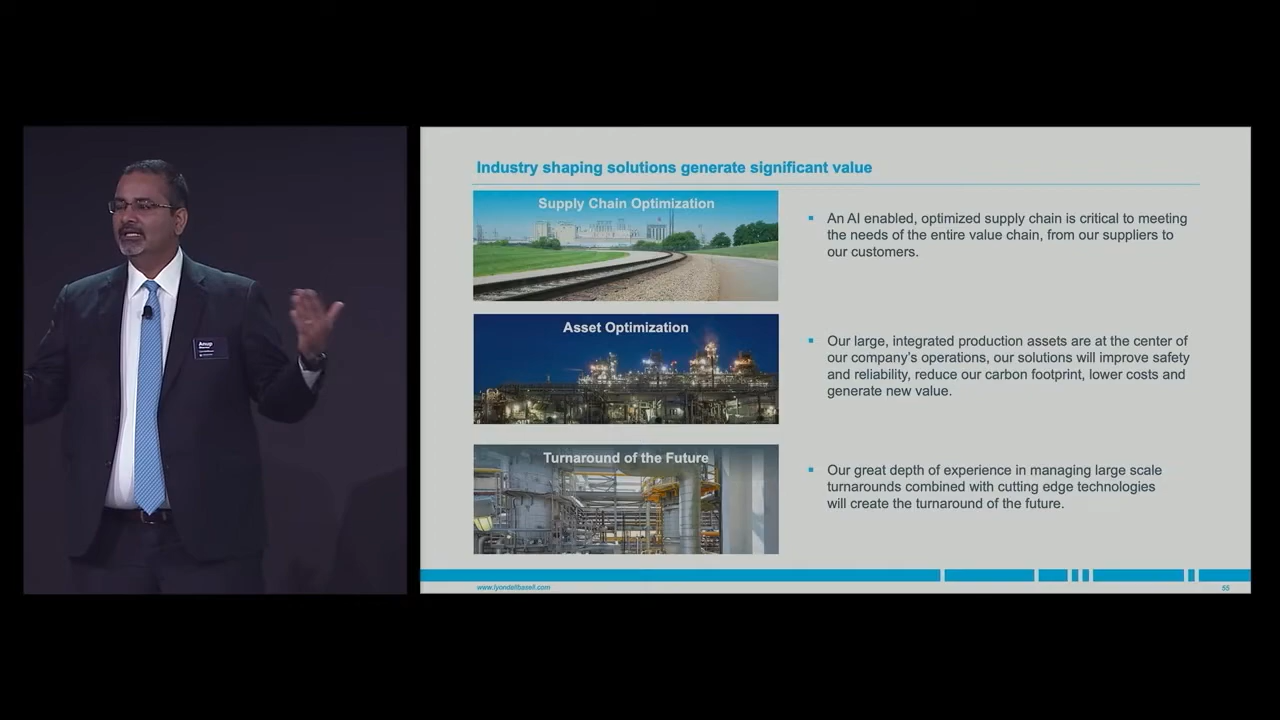 Industry shaping solutions generate significant value
Supply Chain Optimization
An AI enabled, optimized supply chain is critical to meeting
the needs of the entire value chain, from our suppliers to
our customers.
Asset Optimization
Our large, integrated production assets are at the center of
our company's operations, our solutions will improve safety
and reliability, reduce our carbon footprint, lower costs and
generate new value.
Turnaround of the Future
Our great depth of experience in managing large scale
turnarounds combined with cutting edge technologies
will create the turnaround of the future.
www.lyondellbasell.com
55
Anup